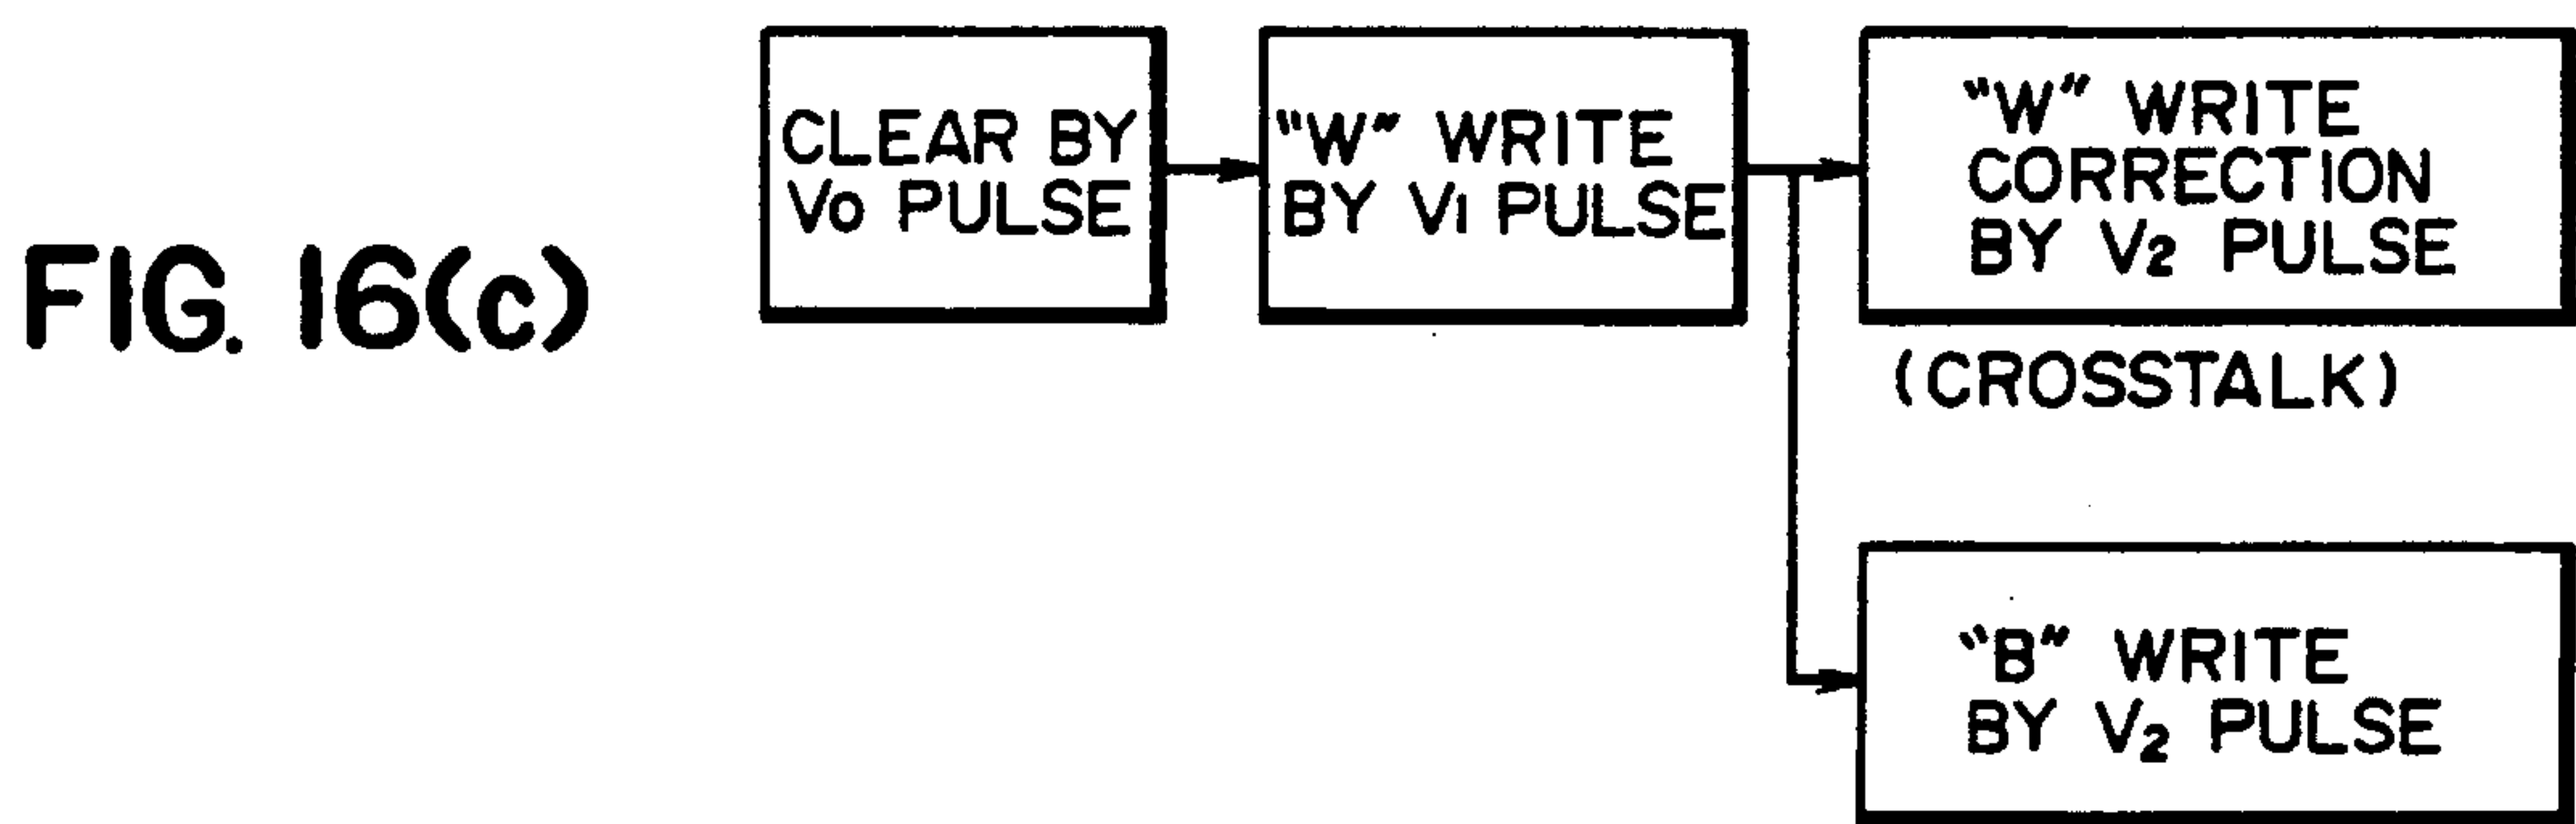 FIG. 16(c)
CLEAR BY
V0 PULSE
"W" WRITE
BY V1 PULSE
"W" WRITE
CORRECTION
BY V2 PULSE
(CROSSTALK)
"B" WRITE
BY V2 PULSE